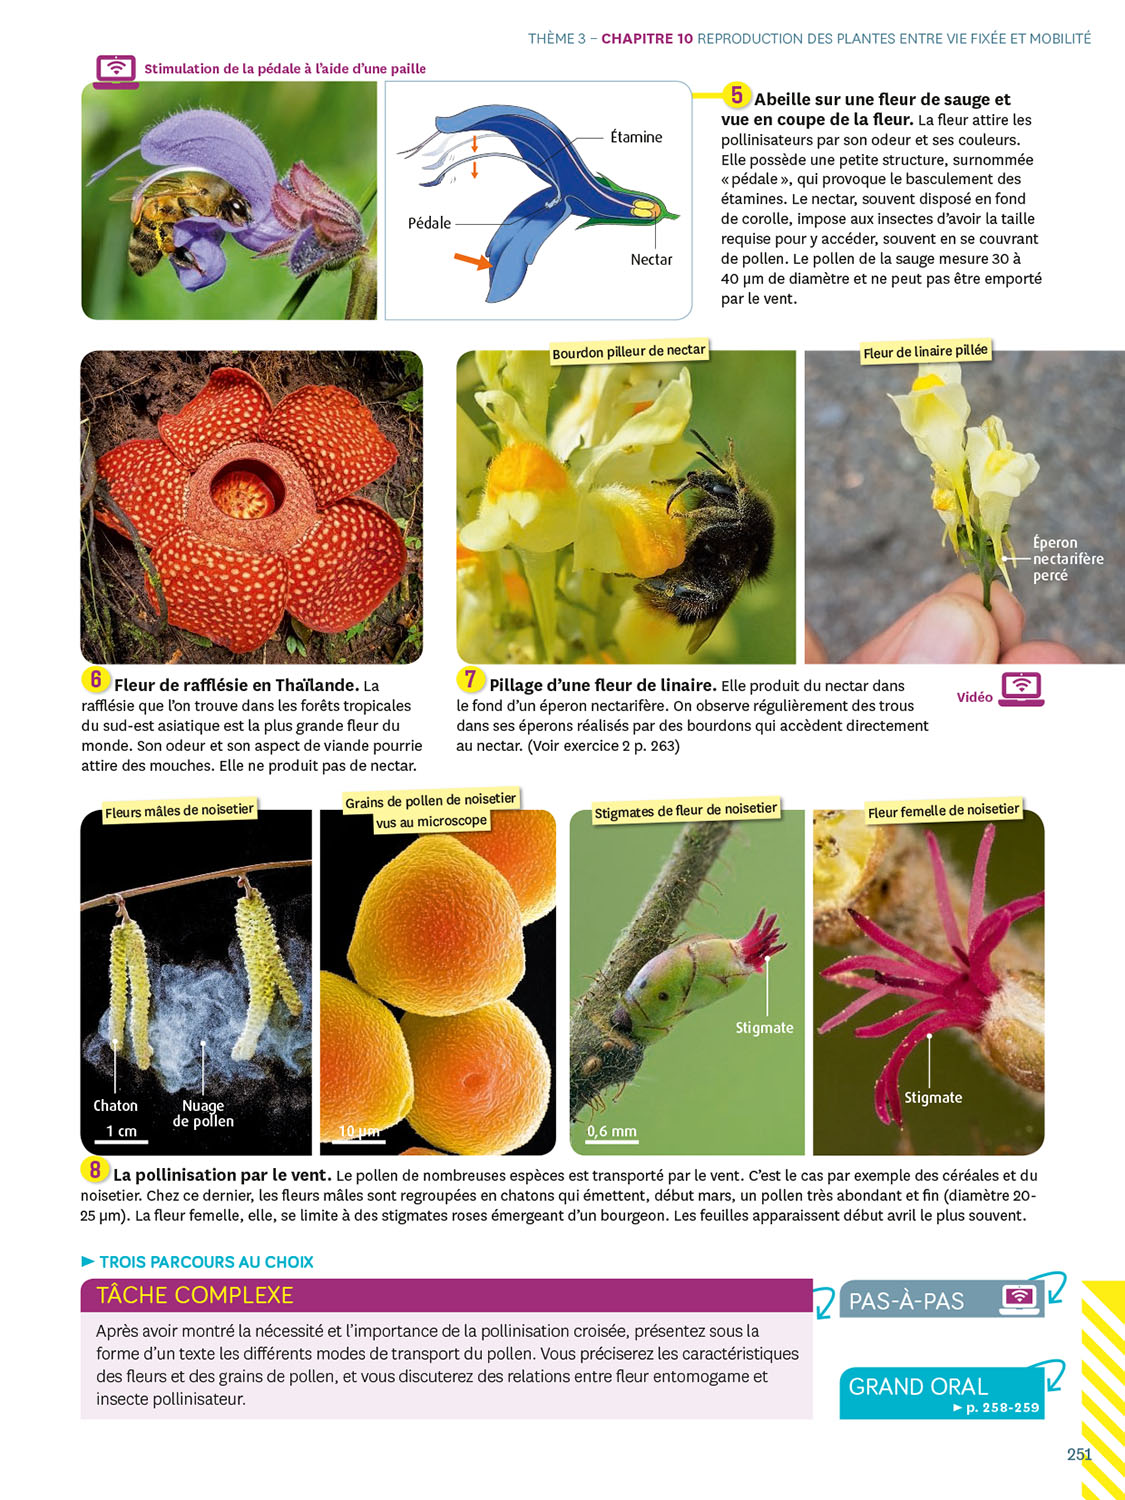 THÈME 3 – CHAPITRE 10 REPRODUCTION DES PLANTES ENTRE VIE FIXÉE ET MOBILITÉ
Stimulation de la pédale à l’aide d’une paille
Étamine
Pédale
Nectar
5 Abeille sur une fleur de sauge et
vue en coupe de la fleur. La fleur attire les
pollinisateurs par son odeur et ses couleurs.
Elle possède une petite structure, surnommée
« pédale », qui provoque le basculement des
étamines. Le nectar, souvent disposé en fond
de corolle, impose aux insectes d’avoir la taille
requise pour y accéder, souvent en se couvrant
de pollen. Le pollen de la sauge mesure 30 à
40 µm de diamètre et ne peut pas être emporté
par le vent.
Bourdon pilleur de nectar
Fleur de linaire pillée
Éperon
nectarifère
percé
6 Fleur de rafflésie en Thaïlande. La
rafflésie que l’on trouve dans les forêts tropicales
du sud-est asiatique est la plus grande fleur du
monde. Son odeur et son aspect de viande pourrie
attire des mouches. Elle ne produit pas de nectar.
7 Pillage d’une fleur de linaire. Elle produit du nectar dans
le fond d’un éperon nectarifère. On observe régulièrement des trous
dans ses éperons réalisés par des bourdons qui accèdent directement
au nectar. (Voir exercice 2 p. 263)
Vidéo
Fleurs mâles de noisetier
Grains de pollen de noisetier
vus au microscope
Stigmates de fleur de noisetier
Fleur femelle de noisetier
Chaton
Nuage
de pollen
1 cm
10 µm
Stigmate
0,6 mm
Stigmate
8 La pollinisation par le vent. Le pollen de nombreuses espèces est transporté par le vent. C’est le cas par exemple des céréales et du
noisetier. Chez ce dernier, les fleurs mâles sont regroupées en chatons qui émettent, début mars, un pollen très abondant et fin (diamètre 20-
25 µm). La fleur femelle, elle, se limite à des stigmates roses émergeant d’un bourgeon. Les feuilles apparaissent début avril le plus souvent.
► TROIS PARCOURS AU CHOIX
TÂCHE COMPLEXE
Après avoir montré la nécessité et l’importance de la pollinisation croisée, présentez sous la
forme d’un texte les différents modes de transport du pollen. Vous préciserez les caractéristiques
des fleurs et des grains de pollen, et vous discuterez des relations entre fleur entomogame et
insecte pollinisateur.
PAS-À-PAS
GRAND ORAL
► p. 258-259
251